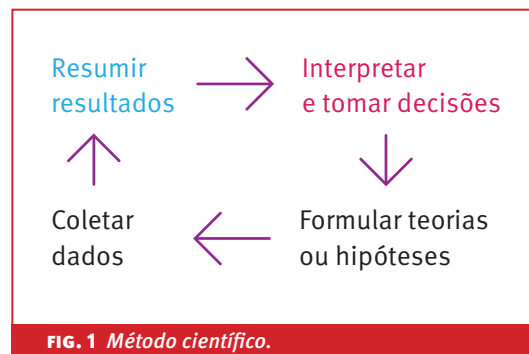 Resumir
resultados
Interpretar
e tomar decisões
Coletar
dados
Formular teorias
ou hipóteses
FIG. 1 Método científico.